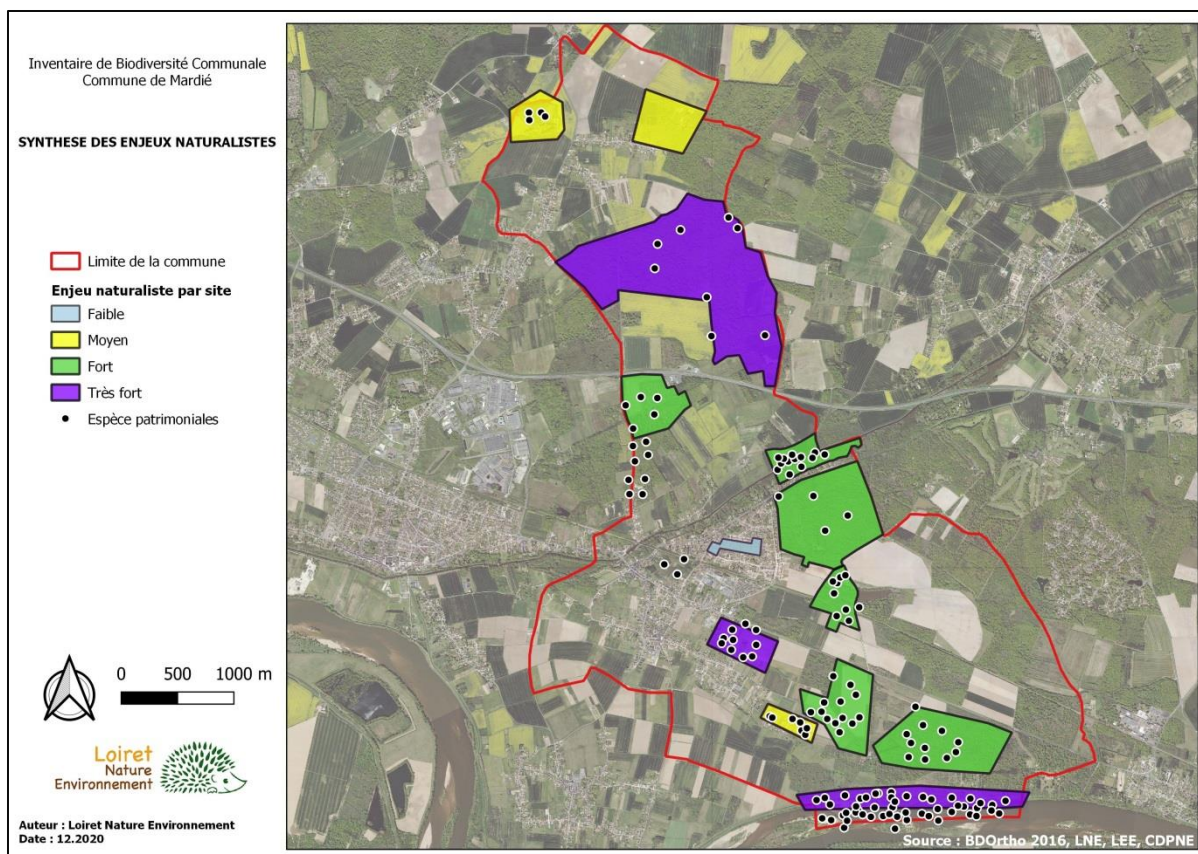 Inventaire de Biodiversité Communale
Commune de Mardié
SYNTHESE DES ENJEUX NATURALISTES
Limite de la commune
Enjeu naturaliste par site
Faible
Moyen
Fort
Très fort
Espèce patrimoniales
0 500 1000 m
Loiret
Nature
Environnement
Auteur : Loiret Nature Environnement
Date : 12.2020
Source : BDOrtho 2016, LNE, LEE, CDPNE